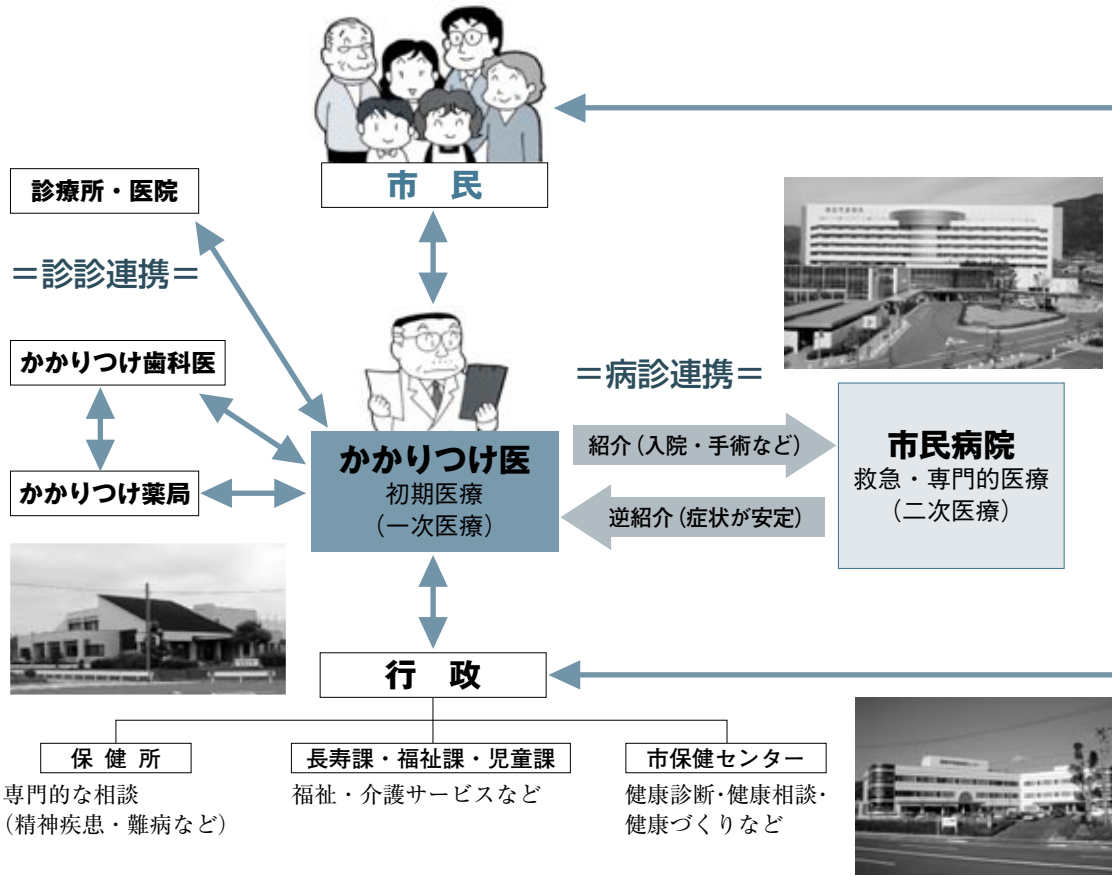 市 民
診療所・医院
＝診診連携＝
かかりつけ歯科医
＝病診連携＝
かかりつけ薬局
かかりつけ医
初期医療
(一次医療)
紹介(入院・手術など)
逆紹介(症状が安定)
市民病院
救急・専門的医療
(二次医療)
行 政
保 健 所
専門的な相談
(精神疾患・難病など)
長寿課・福祉課・児童課
福祉・介護サービスなど
市保健センター
健康診断・健康相談・
健康づくりなど